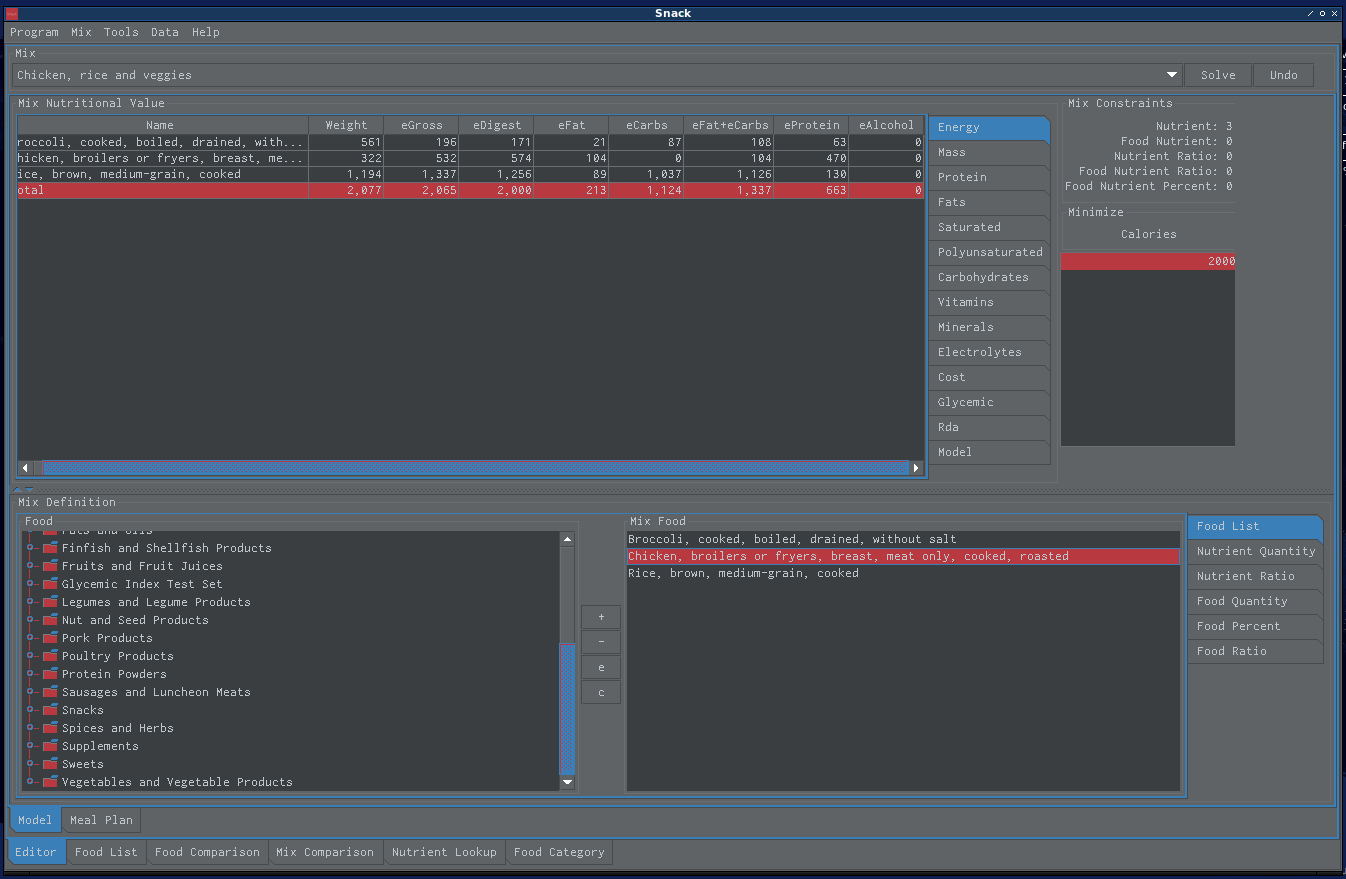 Snack
Program Mix Tools Data Help
Mix
Chicken, rice and veggies Solve Undo
Mix Nutritional Value
Name Weight eGross eDigest eFat eCarbs eFat+eCarbs eProtein eAlcohol
roccoli, cooked, boiled, drained, with... 561 196 171 21 87 108 63 0
hicken, broilers or fryers, breast, me... 322 532 574 104 0 104 470 0
ice, brown, medium-grain, cooked 1,194 1,337 1,256 89 1,037 1,126 130 0
otal 2,077 2,065 2,000 213 1,124 1,337 663 0
Energy
Mass
Protein
Fats
Saturated
Polyunsaturated
Carbohydrates
Vitamins
Minerals
Electrolytes
Cost
Glycemic
Rda
Model
Mix Constraints
Nutrient: 3
Food Nutrient: 0
Nutrient Ratio: 0
Food Nutrient Ratio: 0
Food Nutrient Percent: 0
Minimize
Calories
2000
Mix Definition
Food
Fats and Oils
Finfish and Shellfish Products
Fruits and Fruit Juices
Glycemic Index Test Set
Legumes and Legume Products
Nut and Seed Products
Pork Products
Poultry Products
Protein Powders
Sausages and Luncheon Meats
Snacks
Spices and Herbs
Supplements
Sweets
Vegetables and Vegetable Products
+
−
e
c
Mix Food
Broccoli, cooked, boiled, drained, without salt
Chicken, broilers or fryers, breast, meat only, cooked, roasted
Rice, brown, medium-grain, cooked
Food List
Nutrient Quantity
Nutrient Ratio
Food Quantity
Food Percent
Food Ratio
Model Meal Plan
Editor Food List Food Comparison Mix Comparison Nutrient Lookup Food Category